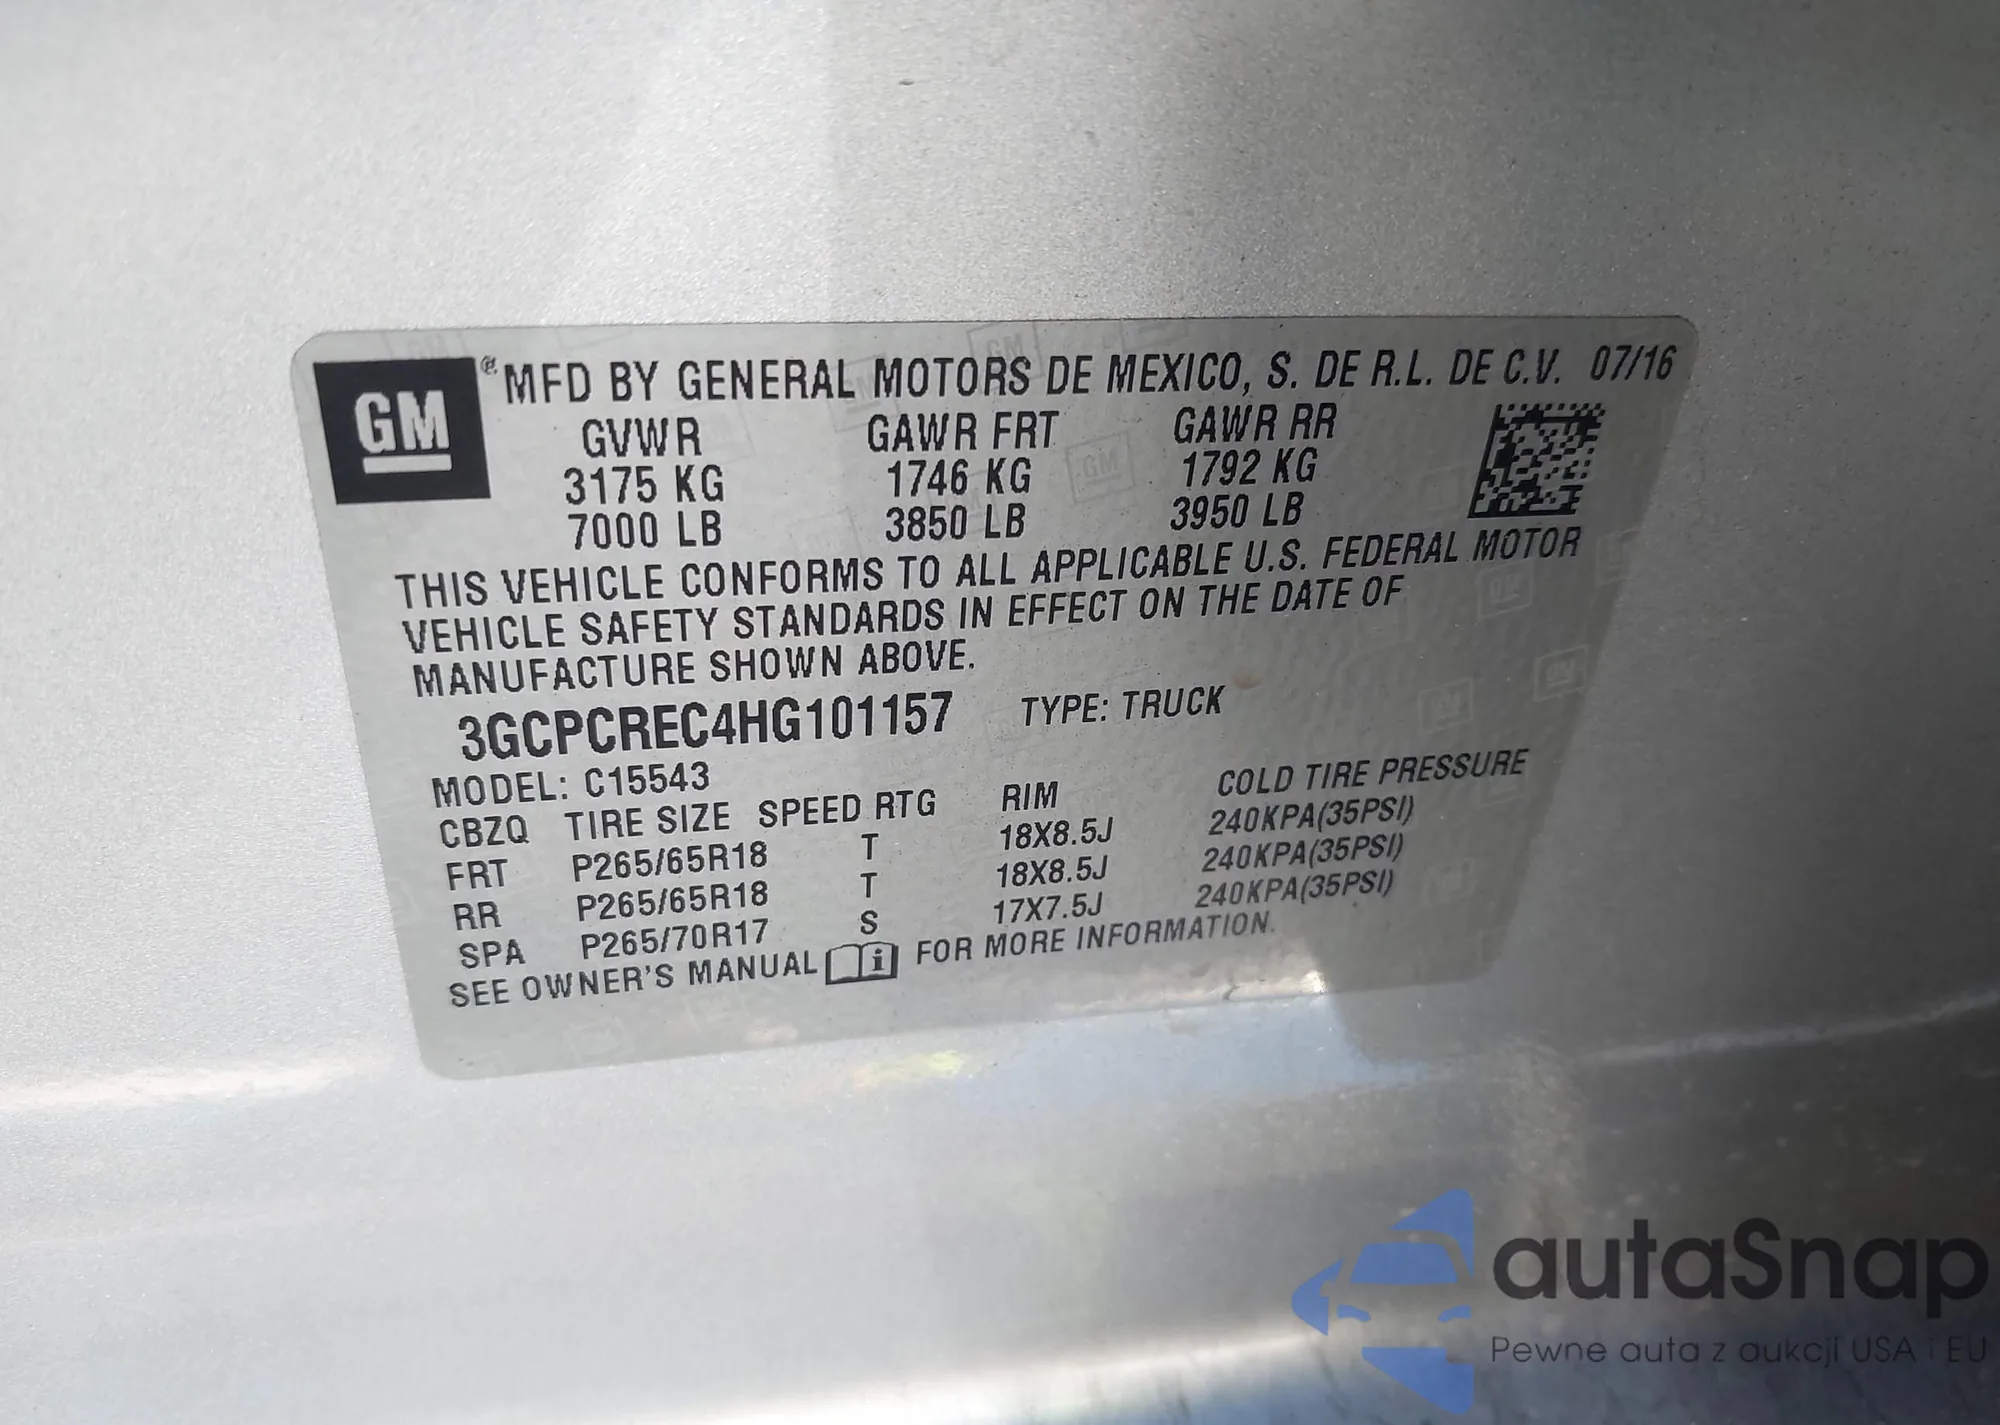 GM ® MFD BY GENERAL MOTORS DE MEXICO, S. DE R.L. DE C.V. 07/16
GVWR GAWR FRT GAWR RR
3175 KG 1746 KG 1792 KG
7000 LB 3850 LB 3950 LB
THIS VEHICLE CONFORMS TO ALL APPLICABLE U.S. FEDERAL MOTOR
VEHICLE SAFETY STANDARDS IN EFFECT ON THE DATE OF
MANUFACTURE SHOWN ABOVE.
3GCPCREC4HG101157 TYPE: TRUCK
MODEL: C15543
CBZQ TIRE SIZE SPEED RTG RIM COLD TIRE PRESSURE
FRT P265/65R18 T 18X8.5J 240KPA(35PSI)
RR P265/65R18 T 18X8.5J 240KPA(35PSI)
SPA P265/70R17 S 17X7.5J 240KPA(35PSI)
SEE OWNER'S MANUAL i FOR MORE INFORMATION.
autaSnap
Pewne auta z aukcji USA i EU